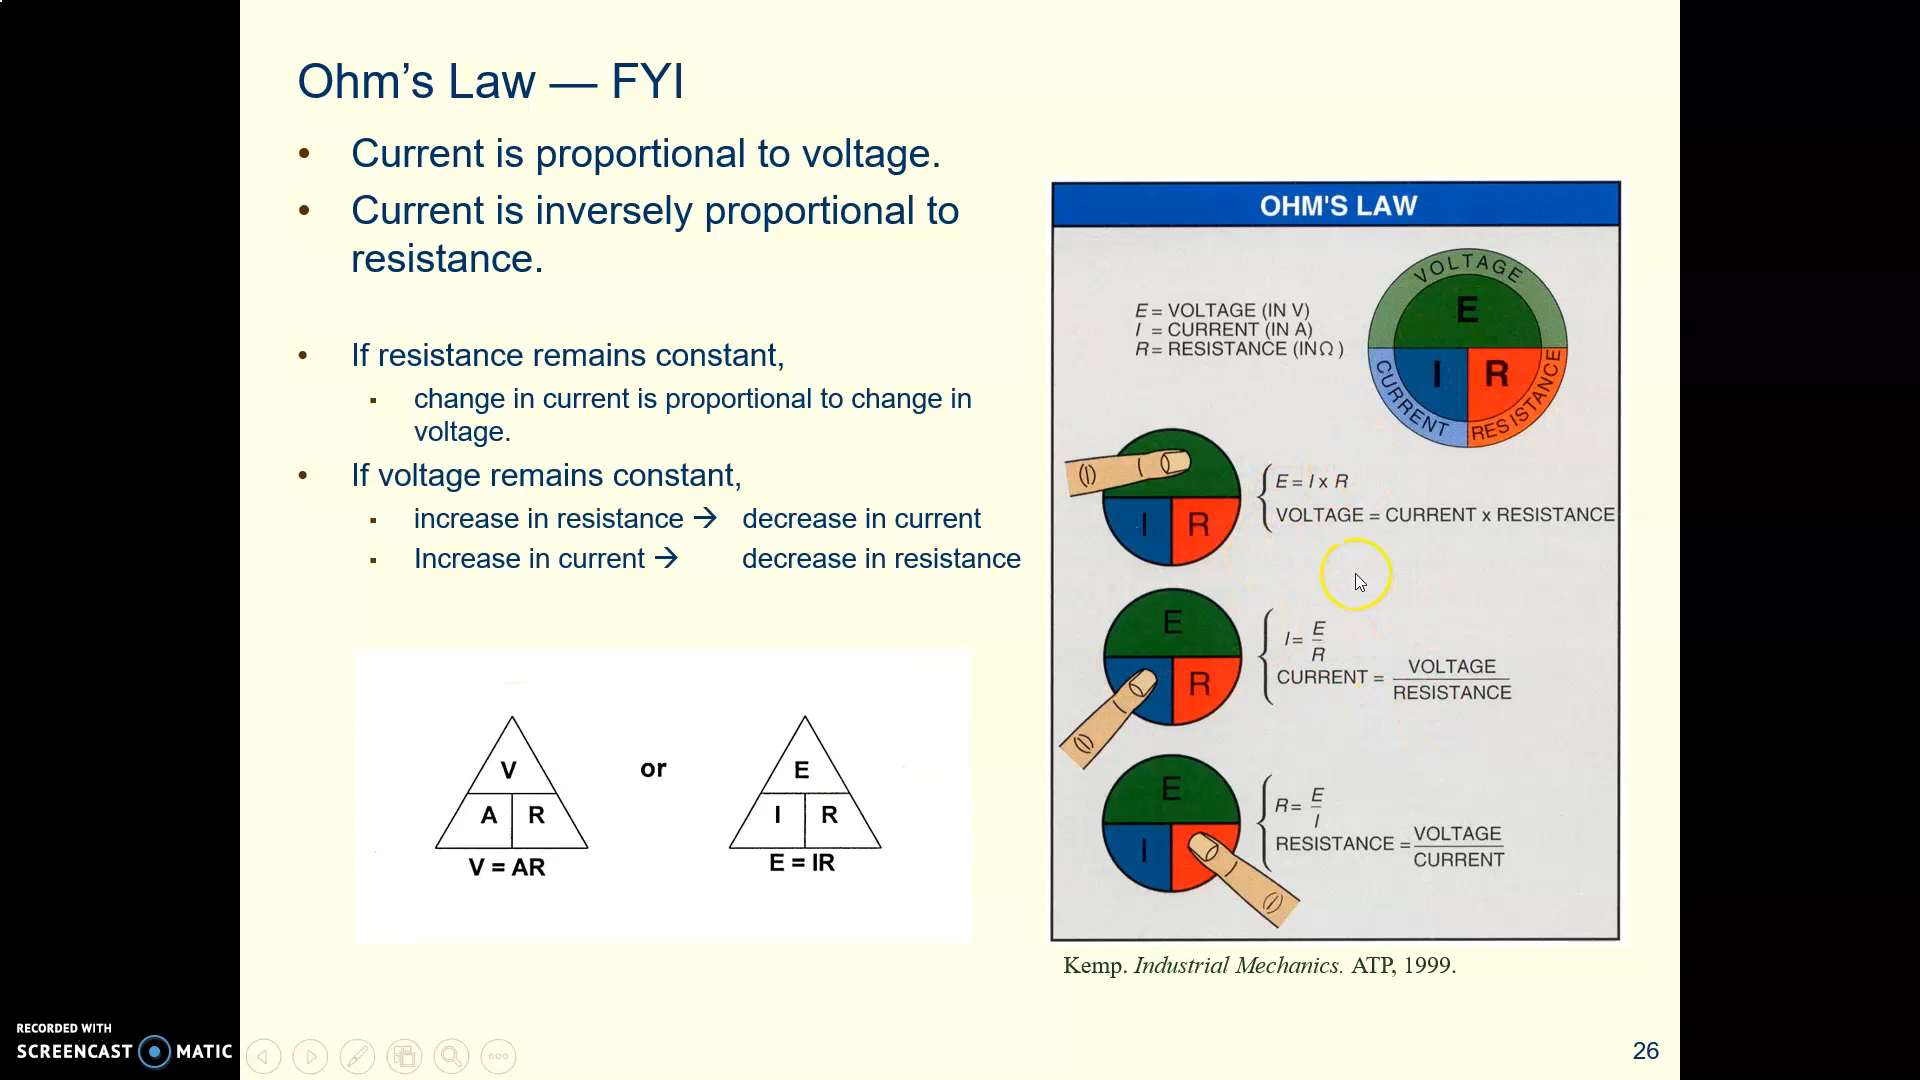 Ohm’s Law — FYI
• Current is proportional to voltage.
• Current is inversely proportional to
resistance.
• If resistance remains constant,
▪ change in current is proportional to change in
voltage.
• If voltage remains constant,
▪ increase in resistance → decrease in current
▪ Increase in current → decrease in resistance
V
A R
V = AR
or
E
I R
E = IR
OHM'S LAW
E = VOLTAGE (IN V)
I = CURRENT (IN A)
R = RESISTANCE (IN Ω)
VOLTAGE
E
I R
CURRENT
RESISTANCE
I R
E = I x R
VOLTAGE = CURRENT x RESISTANCE
E
R
I = E
R
CURRENT = VOLTAGE
RESISTANCE
E
I
R = E
I
RESISTANCE = VOLTAGE
CURRENT
Kemp. Industrial Mechanics. ATP, 1999.
RECORDED WITH
SCREENCAST MATIC
26